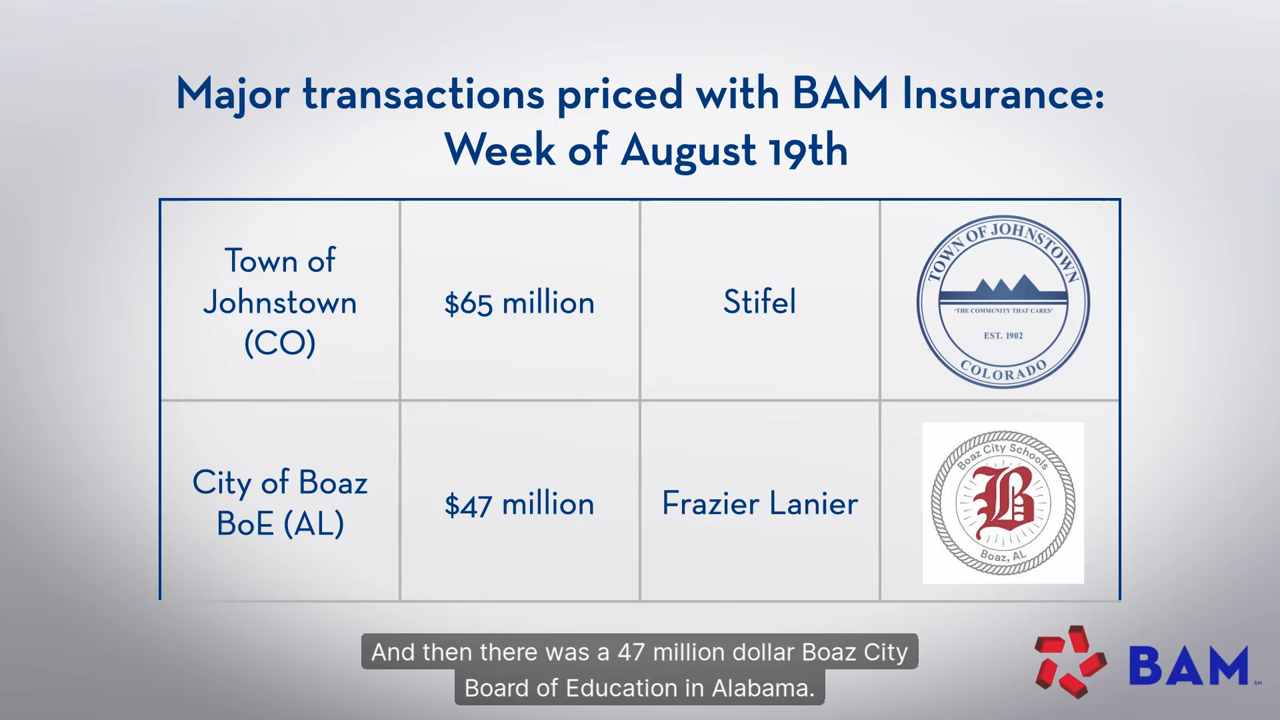 Major transactions priced with BAM Insurance:
Week of August 19th
Town of
Johnstown
(CO)
$65 million
Stifel
TOWN OF JOHNSTOWN
"THE COMMUNITY THAT CARES"
EST. 1902
COLORADO
City of Boaz
BoE (AL)
$47 million
Frazier Lanier
Boaz City Schools
B
Boaz, AL
And then there was a 47 million dollar Boaz City
Board of Education in Alabama.
BAM